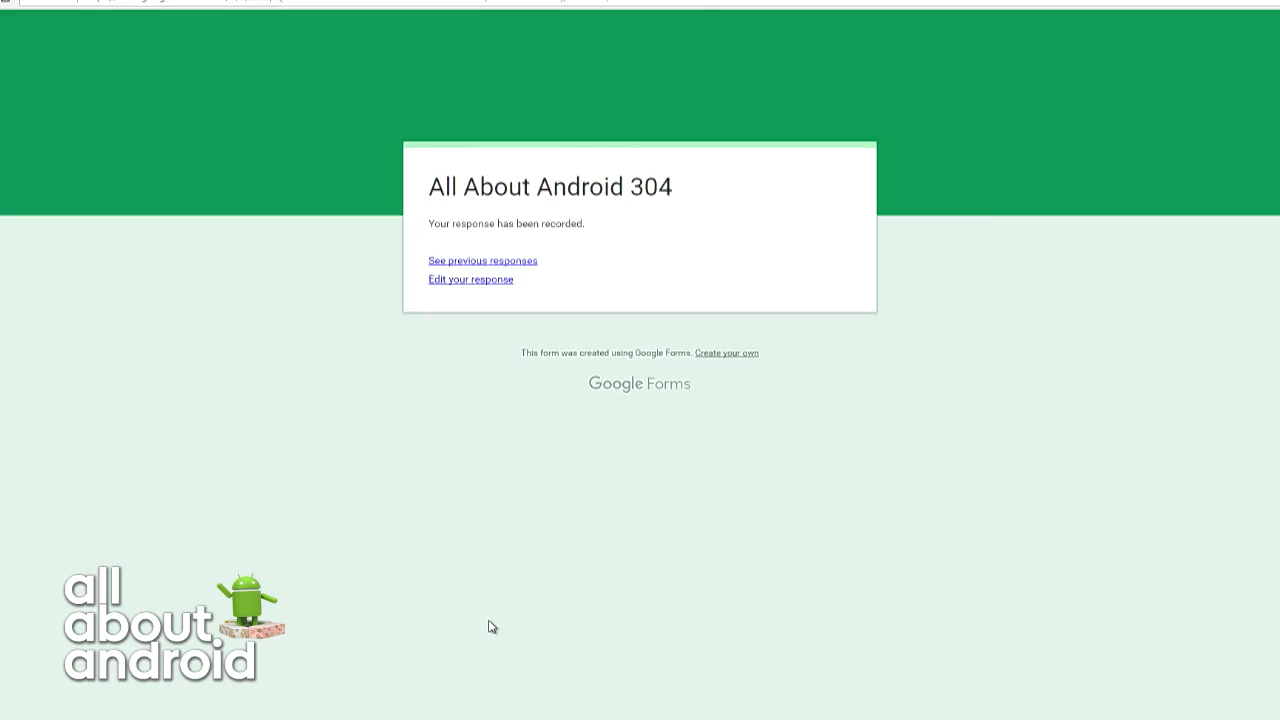 All About Android 304
Your response has been recorded.
See previous responses
Edit your response
This form was created using Google Forms. Create your own
Google Forms
all
about
android